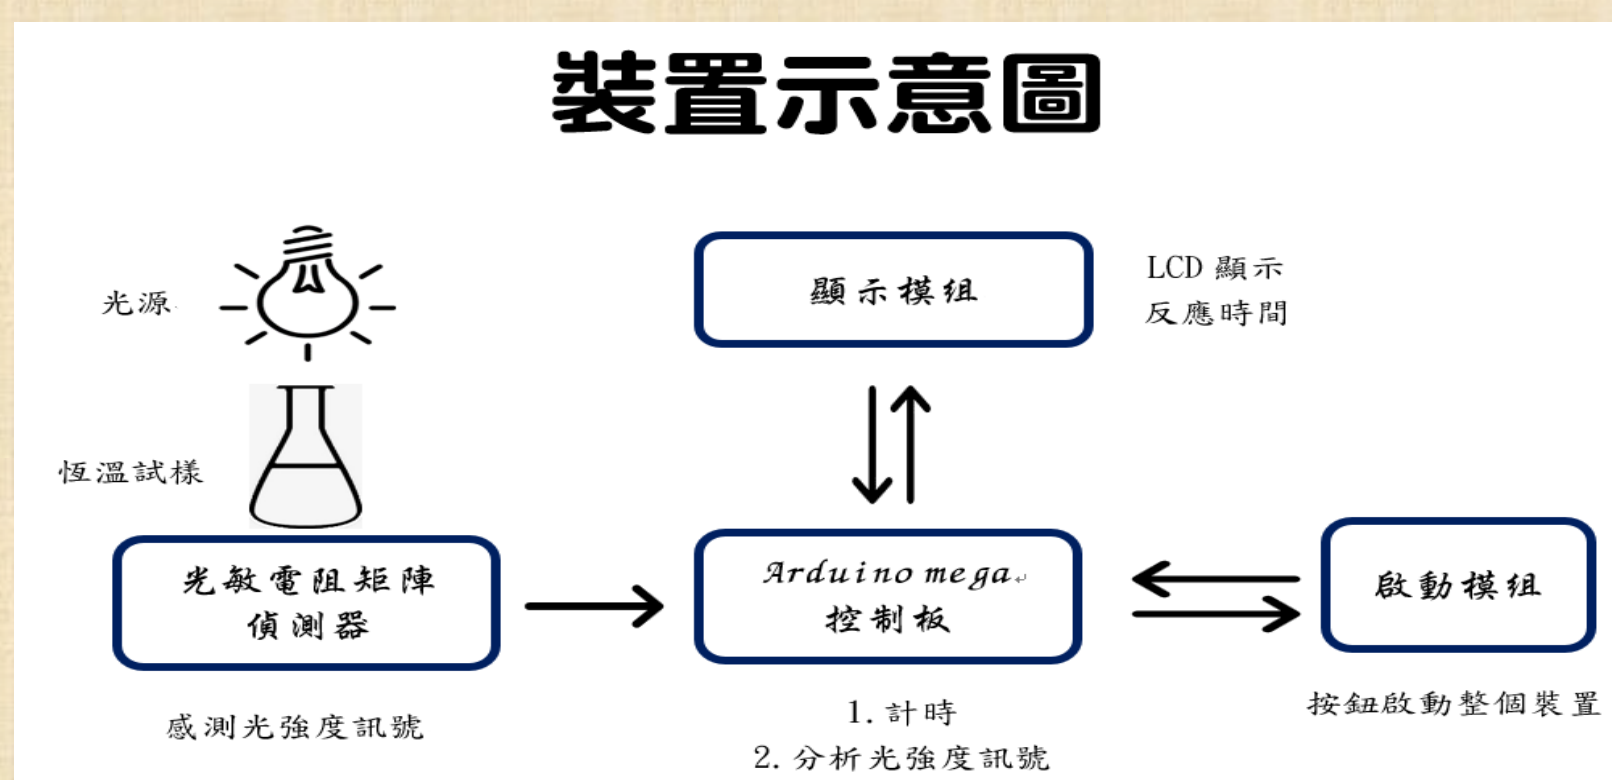 裝置示意圖
光源
恆溫試樣
光敏電阻矩陣
偵測器
感測光強度訊號
顯示模組
LCD 顯示
反應時間
Arduino mega
控制板
1. 計時
2. 分析光強度訊號
啟動模組
按鈕啟動整個裝置